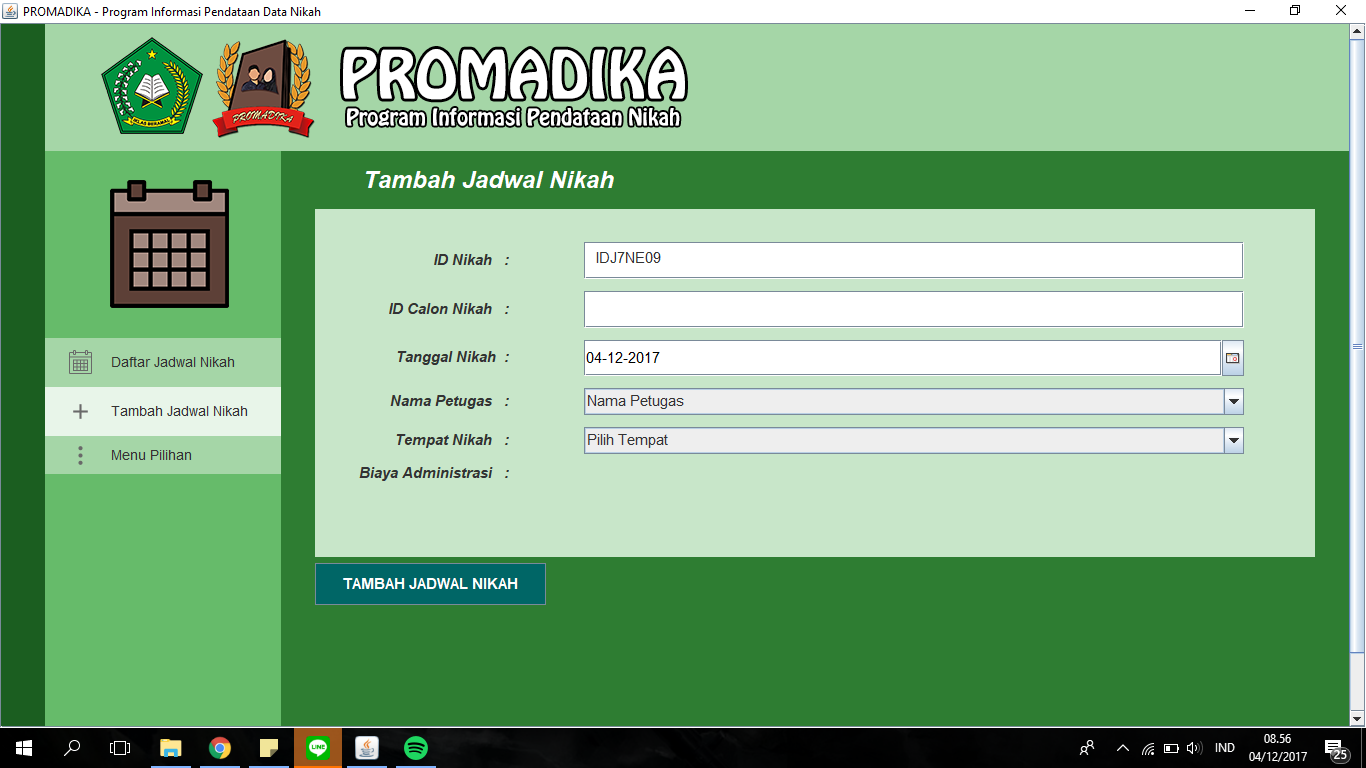 PROMADIKA - Program Informasi Pendataan Data Nikah
IKHLAS BERAMAL
PROMADIKA
PROMADIKA
Program Informasi Pendataan Nikah
Tambah Jadwal Nikah
ID Nikah : IDJ7NE09
ID Calon Nikah :
Tanggal Nikah : 04-12-2017
Nama Petugas : Nama Petugas
Tempat Nikah : Pilih Tempat
Biaya Administrasi :
TAMBAH JADWAL NIKAH
Daftar Jadwal Nikah
Tambah Jadwal Nikah
Menu Pilihan
LINE
IND
08.56
04/12/2017
25